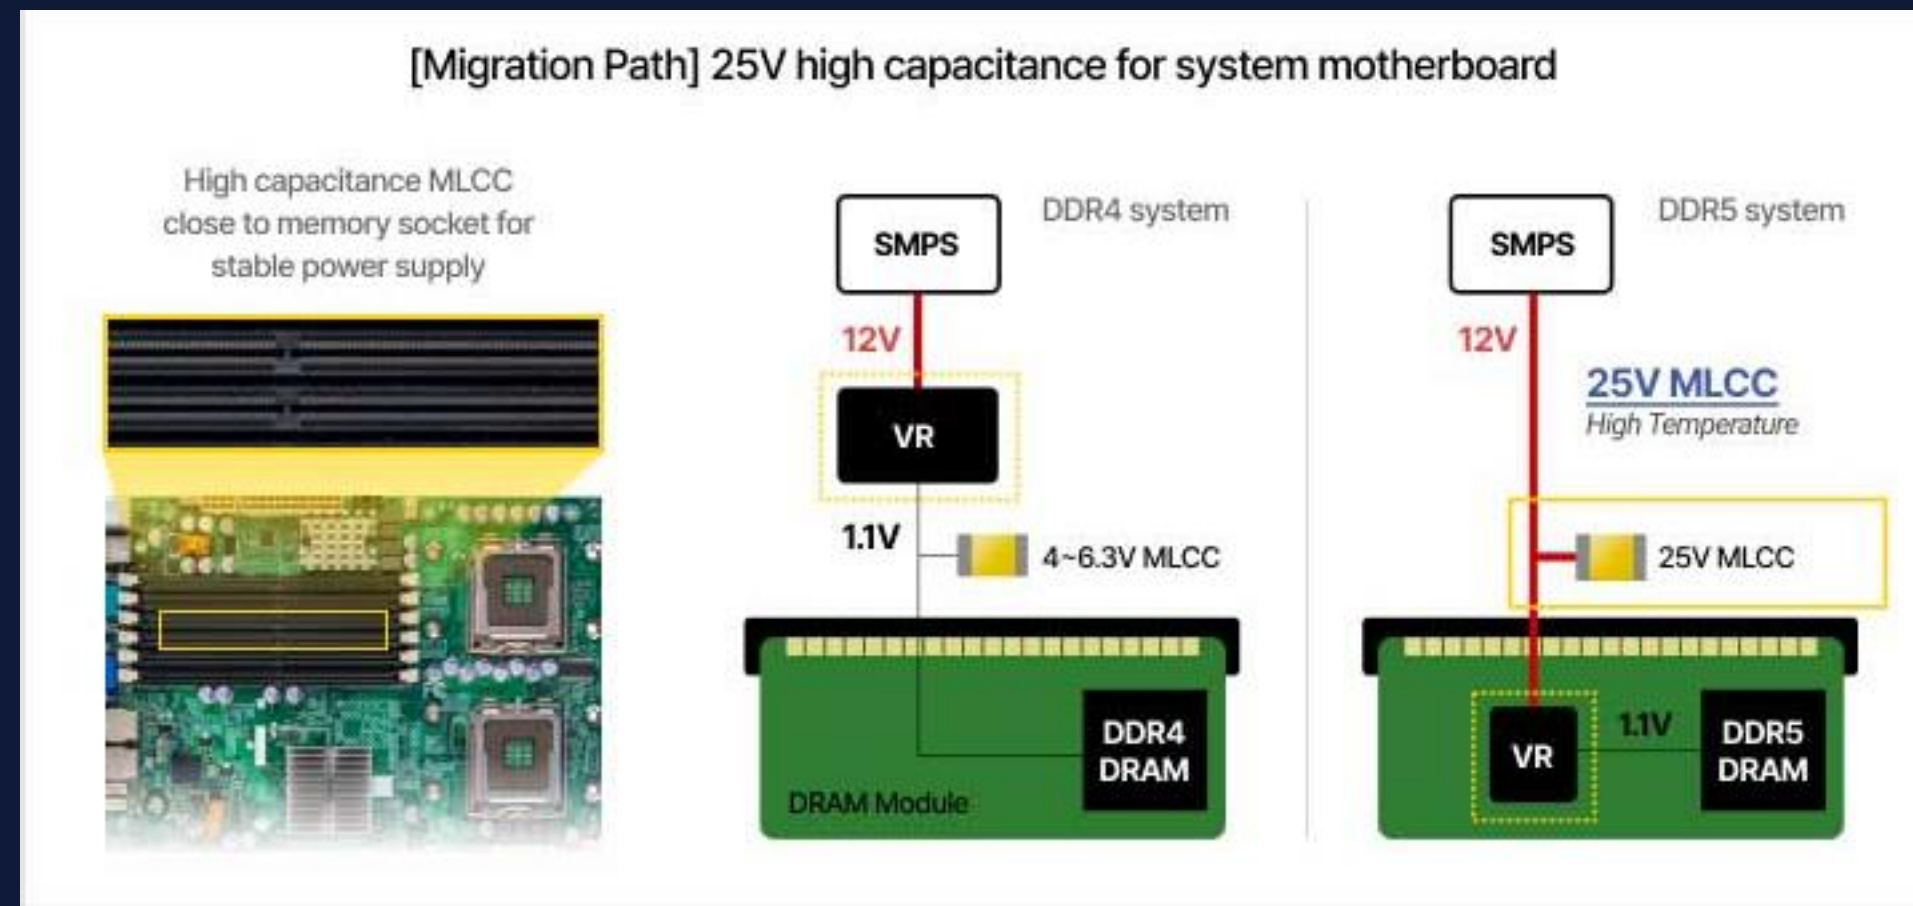 [Migration Path] 25V high capacitance for system motherboard
High capacitance MLCC
close to memory socket for
stable power supply
SMPS
DDR4 system
12V
VR
1.1V
4~6.3V MLCC
DDR4
DRAM
DRAM Module
SMPS
DDR5 system
12V
25V MLCC
High Temperature
25V MLCC
VR
1.1V
DDR5
DRAM